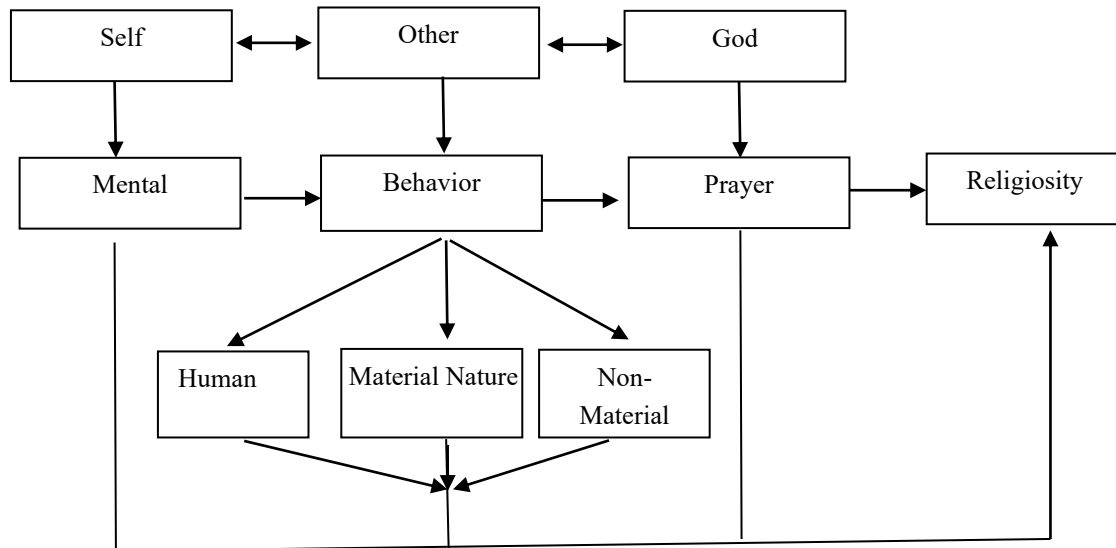 Self
Other
God
Mental
Behavior
Prayer
Religiosity
Human
Material Nature
Non-
Material